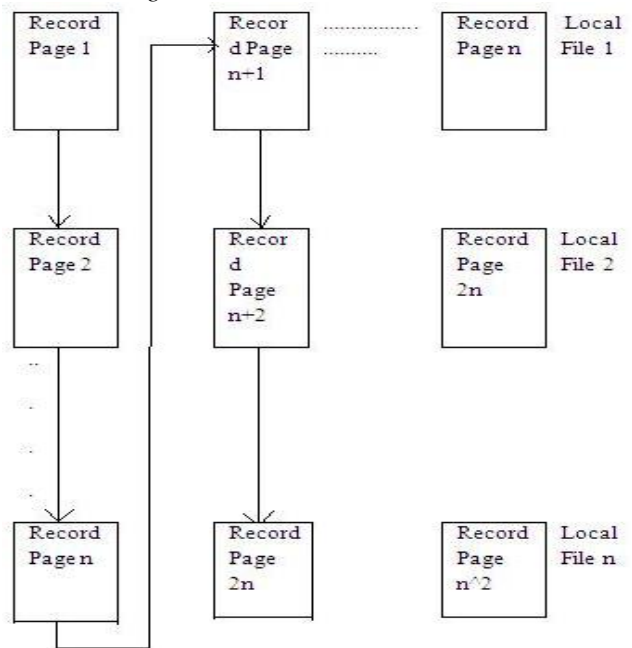 Record
Page 1
Recor
d Page
n+1
....................
...........
Record
Page n
Local
File 1
Record
Page 2
Recor
d
Page
n+2
Record
Page
2n
Local
File 2
..
.
.
.
Record
Page n
Record
Page
2n
Record
Page
n^2
Local
File n